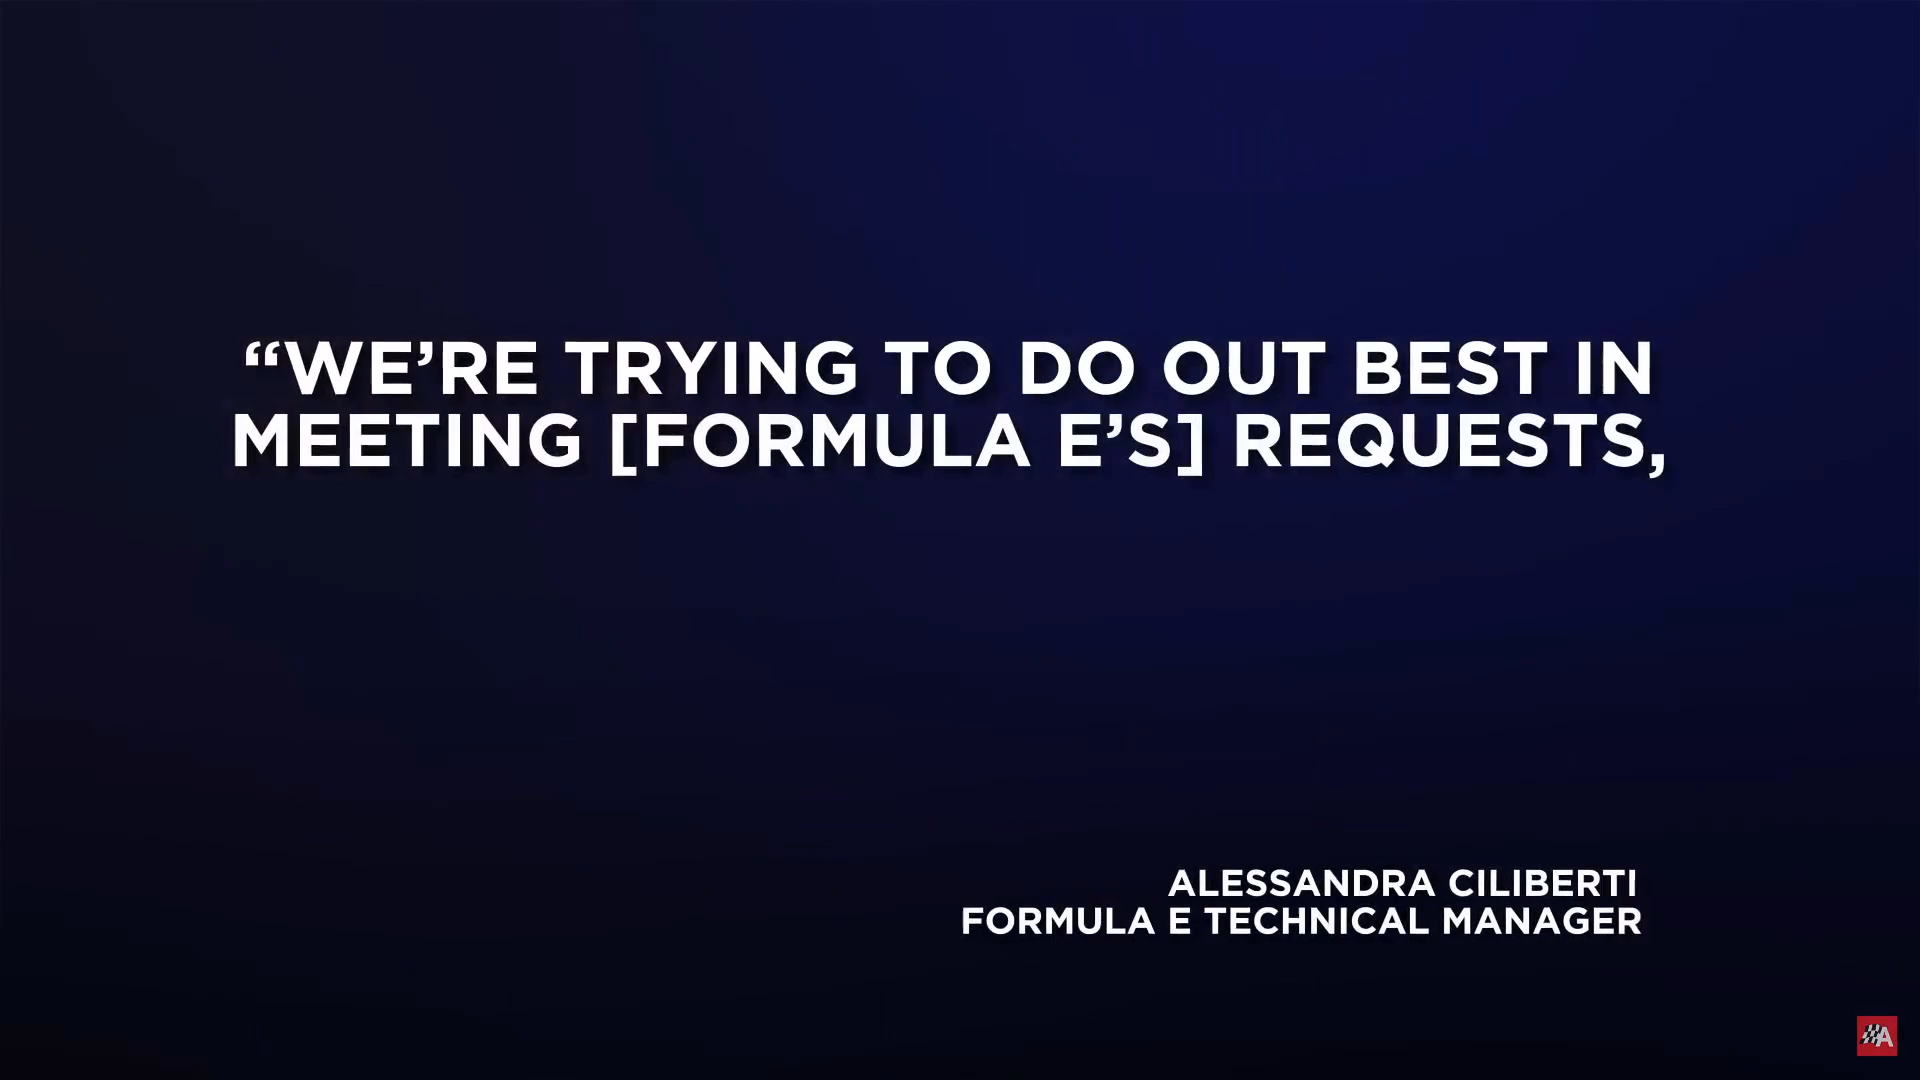 “WE’RE TRYING TO DO OUT BEST IN
MEETING [FORMULA E’S] REQUESTS,
ALESSANDRA CILIBERTI
FORMULA E TECHNICAL MANAGER
A